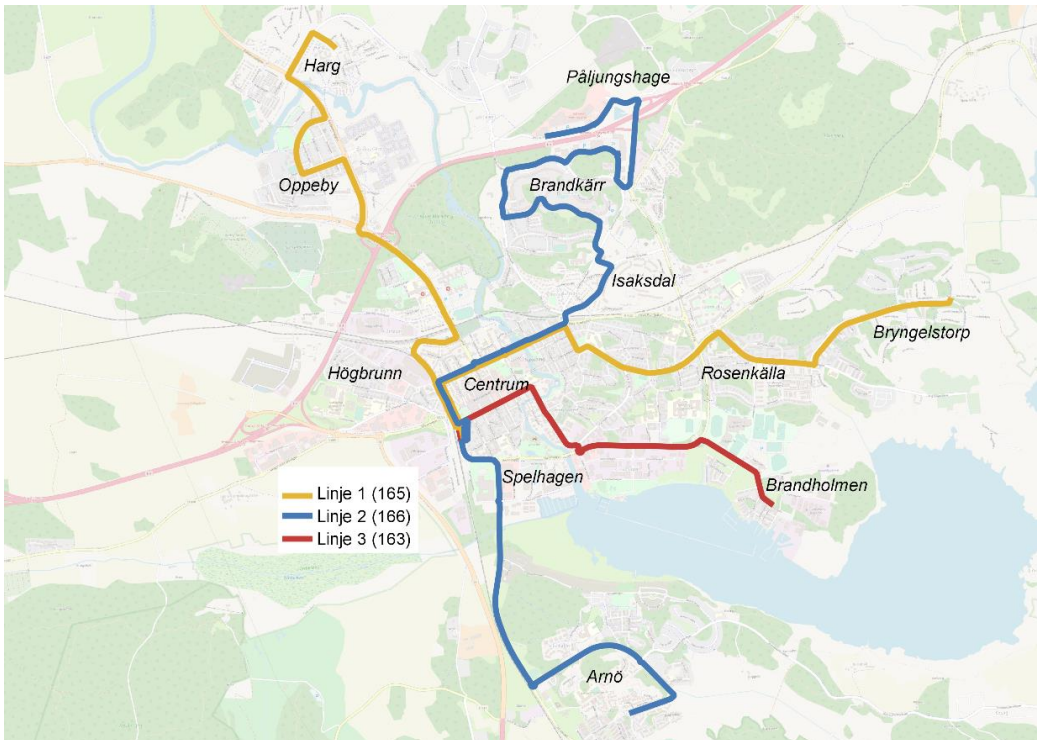 Harg
Påljungshage
Oppeby
Brandkärr
Isaksdal
Bryngelstorp
Högbrunn
Centrum
Rosenkälla
Spelhagen
Brandholmen
Linje 1 (165)
Linje 2 (166)
Linje 3 (163)
Arnö